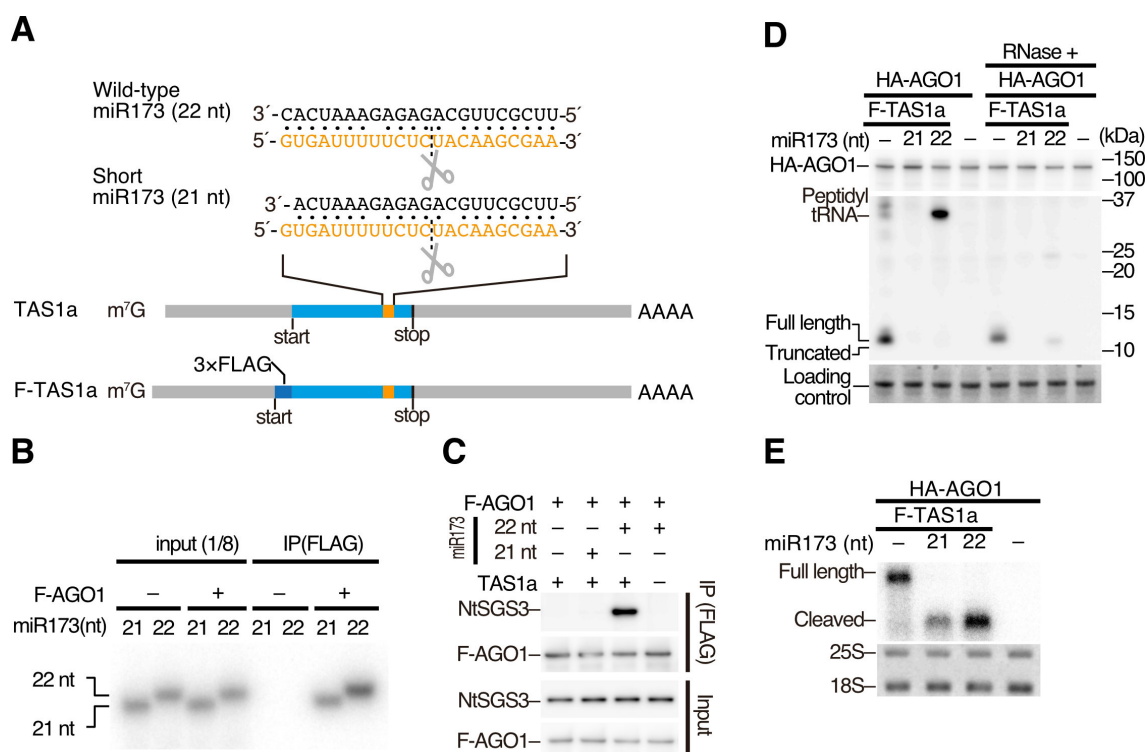 A
Wild-type
miR173 (22 nt)
3´-CACUAAAGAGAGACGUUCGCUU-5´
5´-GUGAUUUUUCUCUACAAGCGAA-3´
Short
miR173 (21 nt)
3´-ACUAAAGAGAGACGUUCGCUU-5´
5´-GUGAUUUUUCUCUACAAGCGAA-3´
TAS1a m⁷G AAAA
start stop
3×FLAG
F-TAS1a m⁷G AAAA
start stop
B
input (1/8) IP(FLAG)
F-AGO1 – + – +
miR173(nt) 21 22 21 22 21 22 21 22
22 nt
21 nt
C
F-AGO1 + + + +
miR173
22 nt – – + +
21 nt – + – –
TAS1a + + + –
NtSGS3
F-AGO1
IP (FLAG)
NtSGS3
F-AGO1
Input
D
RNase +
HA-AGO1 HA-AGO1
F-TAS1a F-TAS1a
miR173 (nt) – 21 22 – – 21 22 – (kDa)
HA-AGO1
150
100
Peptidyl
tRNA
37
25
20
15
10
Full length
Truncated
Loading
control
E
HA-AGO1
F-TAS1a
miR173 (nt) – 21 22 –
Full length
Cleaved
25S
18S